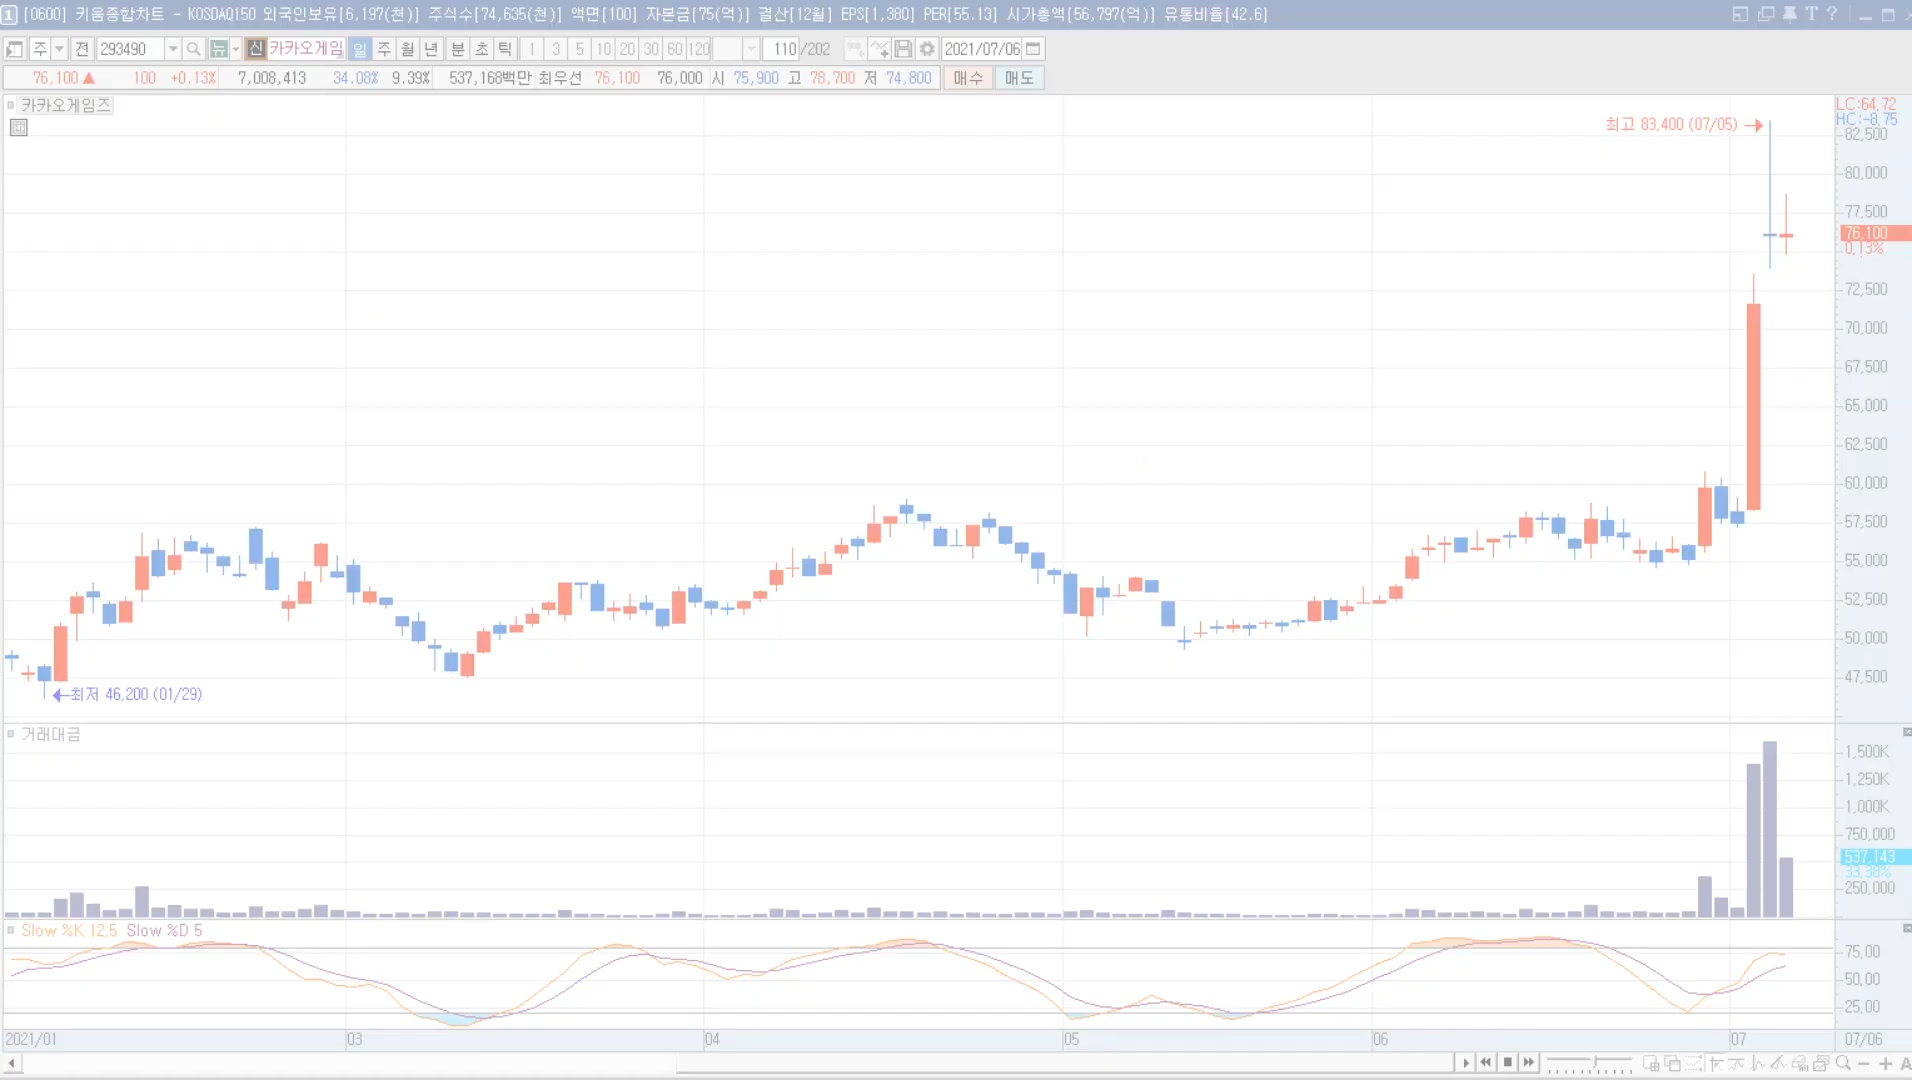 1 [0600] 키움종합차트 - KOSDAQ150 외국인보유[6,197(천)] 주식수[74,635(천)] 액면[100] 자본금[75(억)] 결산[12월] EPS[1,380] PER[55.13] 시가총액[56,797(억)] 유통비율[42.6] T ?
주 전 293490 뉴 신 카카오게임 일 주 월 년 분 초 틱 1 3 5 10 20 30 60 120 110 /202 2021/07/06
76,100 ▲ 100 +0.13% 7,008,413 34.08% 9.39% 537,168백만 최우선 76,100 76,000 시 75,900 고 78,700 저 74,800 매수 매도
카카오게임즈
LC:64.72
HC:-8.75
최고 83,400 (07/05)
82,500
80,000
77,500
76,100
0.13%
72,500
70,000
67,500
65,000
62,500
60,000
57,500
55,000
52,500
50,000
47,500
최저 46,200 (01/29)
거래대금
1,500K
1,250K
1,000K
750,000
537,143
33.38%
250,000
Slow %K 12,5 Slow %D 5
75,00
50,00
25,00
2021/01 03 04 05 06 07 07/06
A